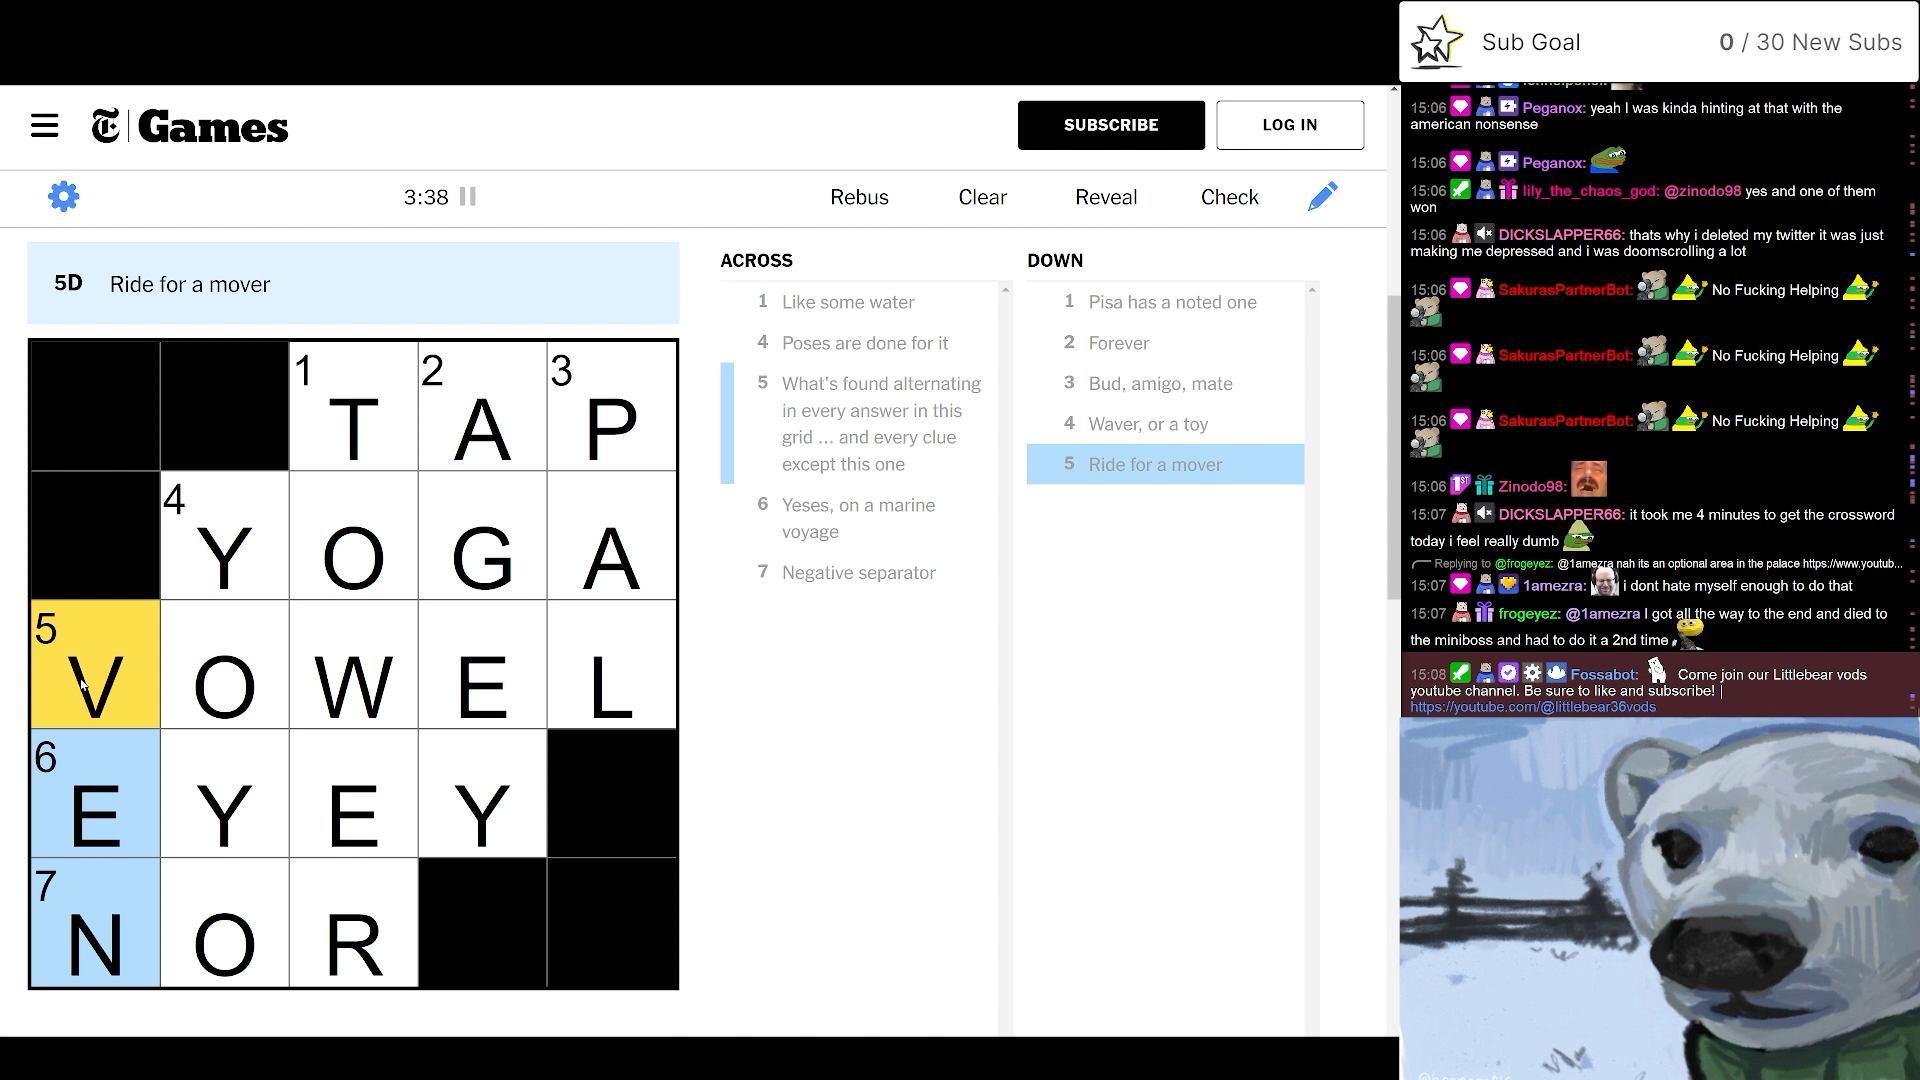 Sub Goal 0 / 30 New Subs
T Games
SUBSCRIBE
LOG IN
3:38
Rebus
Clear
Reveal
Check
5D Ride for a mover
1 T 2 A 3 P
4 Y O G A
5 V O W E L
6 E Y E Y
7 N O R
ACROSS
1 Like some water
4 Poses are done for it
5 What's found alternating
in every answer in this
grid ... and every clue
except this one
6 Yeses, on a marine
voyage
7 Negative separator
DOWN
1 Pisa has a noted one
2 Forever
3 Bud, amigo, mate
4 Waver, or a toy
5 Ride for a mover
15:06 Peganox: yeah I was kinda hinting at that with the
american nonsense
15:06 Peganox:
15:06 lily_the_chaos_god: @zinodo98 yes and one of them
won
15:06 DICKSLAPPER66: thats why i deleted my twitter it was just
making me depressed and i was doomscrolling a lot
15:06 SakurasPartnerBot: No Fucking Helping
15:06 SakurasPartnerBot: No Fucking Helping
15:06 SakurasPartnerBot: No Fucking Helping
15:06 1ST Zinodo98:
15:07 DICKSLAPPER66: it took me 4 minutes to get the crossword
today i feel really dumb
Replying to @frogeyez: @1amezra nah its an optional area in the palace https://www.youtub...
15:07 1amezra: i dont hate myself enough to do that
15:07 frogeyez: @1amezra I got all the way to the end and died to
the miniboss and had to do it a 2nd time
15:08 Fossabot: Come join our Littlebear vods
youtube channel. Be sure to like and subscribe! |
https://youtube.com/@littlebear36vods